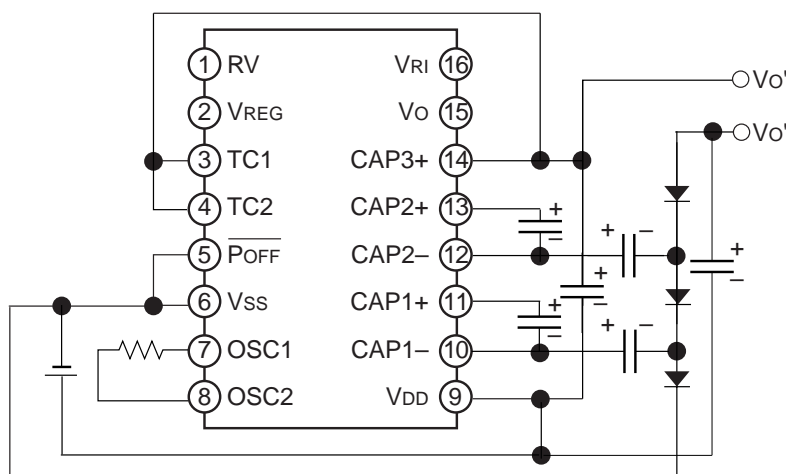 1 RV
2 VREG
3 TC1
4 TC2
5 POFF
6 VSS
7 OSC1
8 OSC2
VRI 16
VO 15
CAP3+ 14
CAP2+ 13
CAP2– 12
CAP1+ 11
CAP1– 10
VDD 9
VO'
VO'
+
–
+ –
+
–
+
–
+
–
+ –